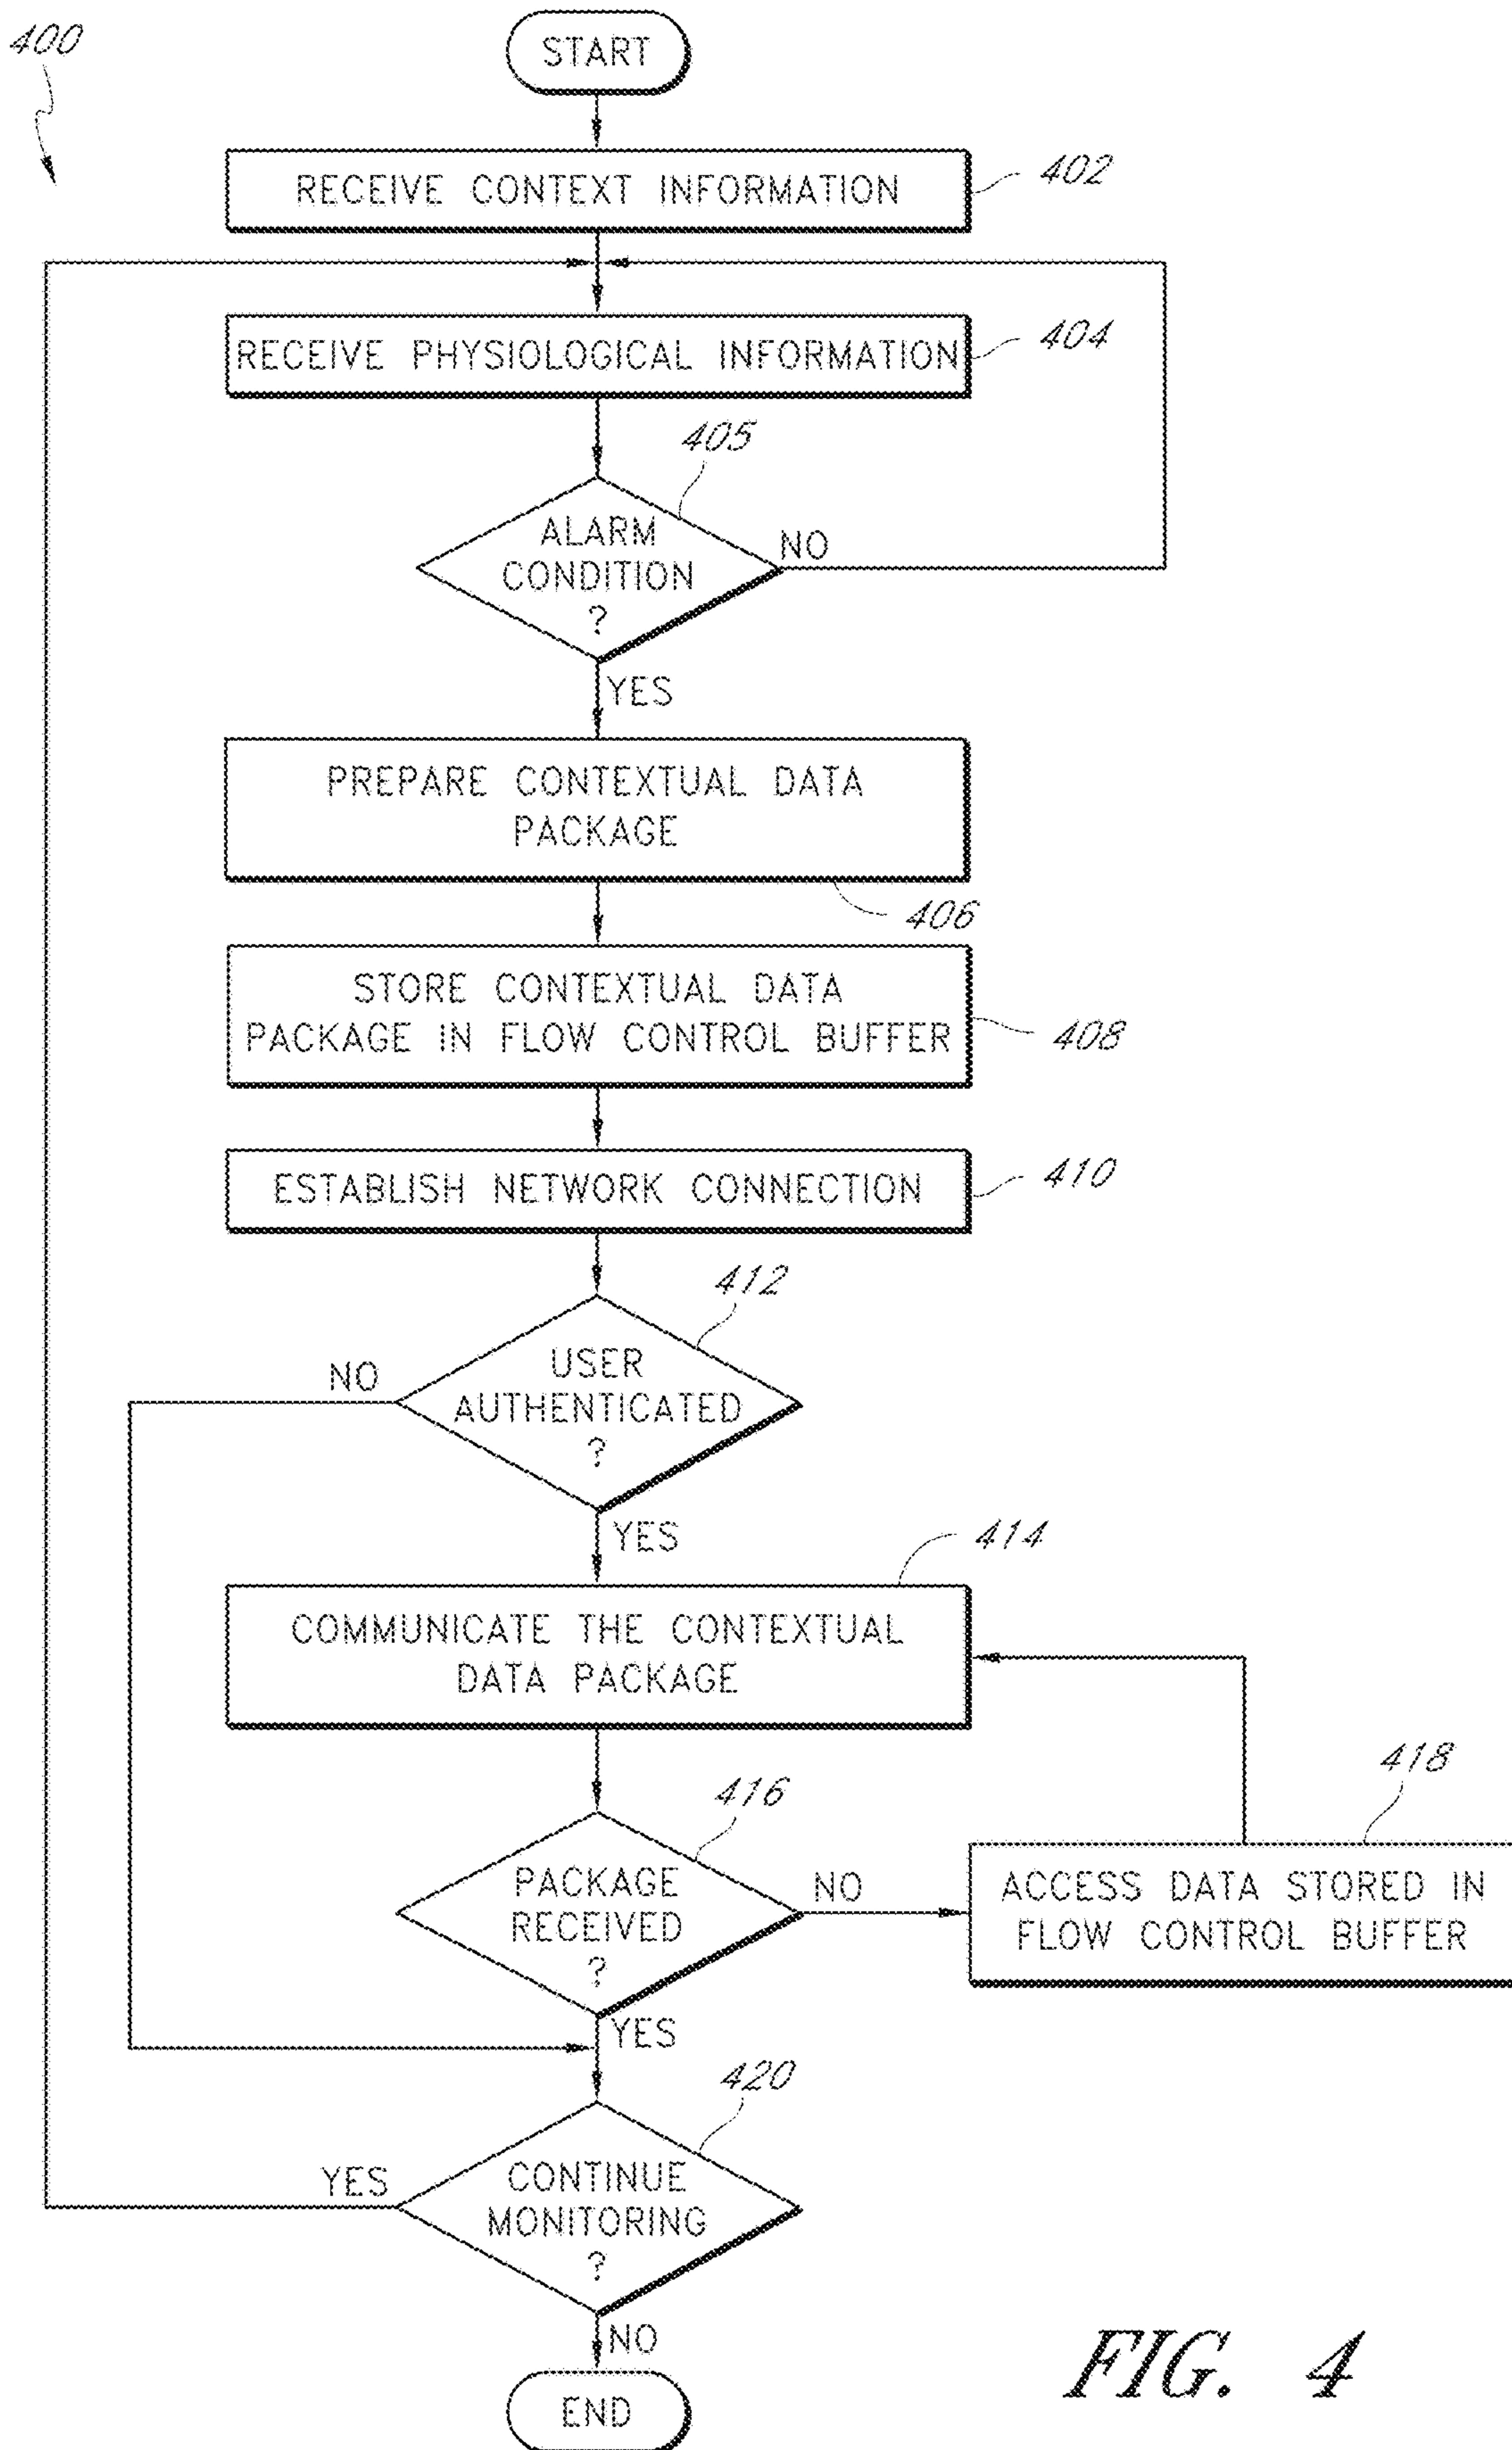 400
START
RECEIVE CONTEXT INFORMATION
402
RECEIVE PHYSIOLOGICAL INFORMATION
404
405
ALARM
CONDITION
?
NO
YES
PREPARE CONTEXTUAL DATA
PACKAGE
406
STORE CONTEXTUAL DATA
PACKAGE IN FLOW CONTROL BUFFER
408
ESTABLISH NETWORK CONNECTION
410
412
USER
AUTHENTICATED
?
NO
YES
414
COMMUNICATE THE CONTEXTUAL
DATA PACKAGE
416
PACKAGE
RECEIVED
?
NO
418
ACCESS DATA STORED IN
FLOW CONTROL BUFFER
YES
420
CONTINUE
MONITORING
?
YES
NO
END
FIG. 4